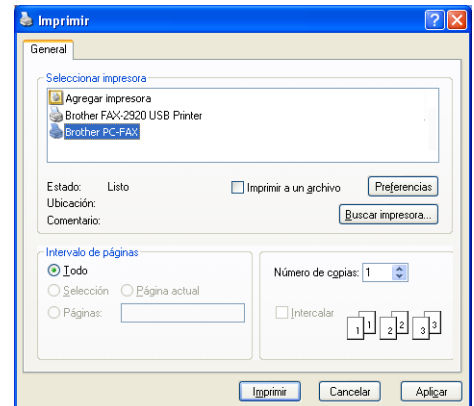 Imprimir
General
Seleccionar impresora
Agregar impresora
Brother FAX-2920 USB Printer
Brother PC-FAX
Estado: Listo
Ubicación:
Comentario:
Imprimir a un archivo
Preferencias
Buscar impresora...
Intervalo de páginas
Todo
Selección Página actual
Páginas:
Número de copias: 1
Intercalar
1 1 2 2 3 3
Imprimir Cancelar Aplicar